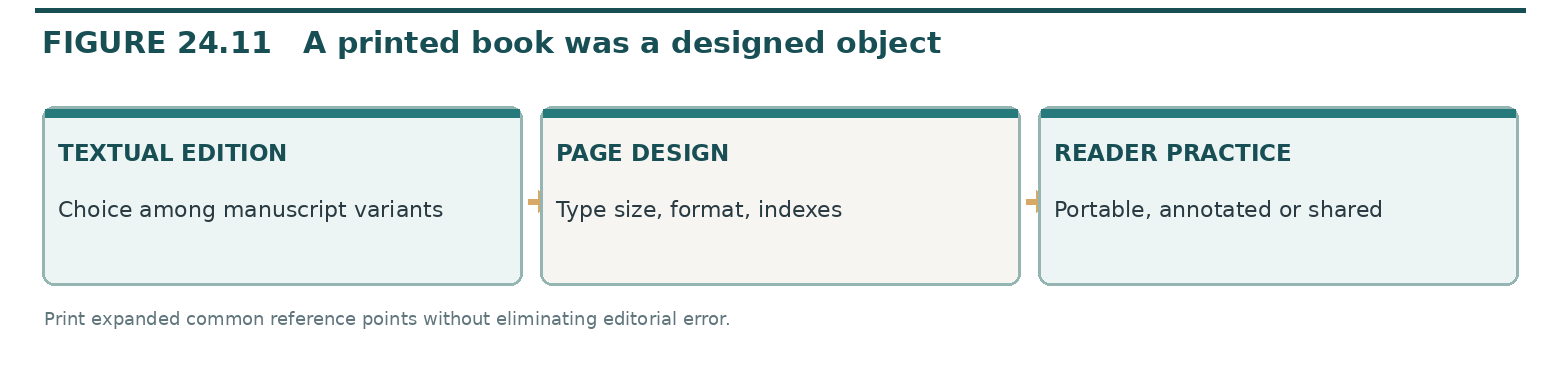 FIGURE 24.11 A printed book was a designed object
TEXTUAL EDITION
Choice among manuscript variants
PAGE DESIGN
Type size, format, indexes
READER PRACTICE
Portable, annotated or shared
Print expanded common reference points without eliminating editorial error.